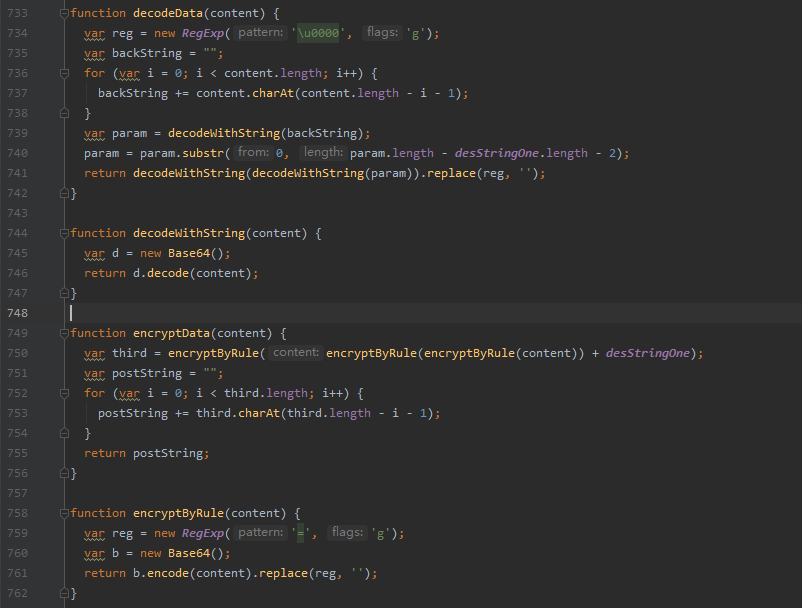 733 function decodeData(content) {
734 var reg = new RegExp( pattern: '\u0000', flags: 'g');
735 var backString = "";
736 for (var i = 0; i < content.length; i++) {
737 backString += content.charAt(content.length - i - 1);
738 }
739 var param = decodeWithString(backString);
740 param = param.substr( from: 0, length: param.length - desStringOne.length - 2);
741 return decodeWithString(decodeWithString(param)).replace(reg, '');
742 }
743
744 function decodeWithString(content) {
745 var d = new Base64();
746 return d.decode(content);
747 }
748
749 function encryptData(content) {
750 var third = encryptByRule( content: encryptByRule(encryptByRule(content)) + desStringOne);
751 var postString = "";
752 for (var i = 0; i < third.length; i++) {
753 postString += third.charAt(third.length - i - 1);
754 }
755 return postString;
756 }
757
758 function encryptByRule(content) {
759 var reg = new RegExp( pattern: '=', flags: 'g');
760 var b = new Base64();
761 return b.encode(content).replace(reg, '');
762 }